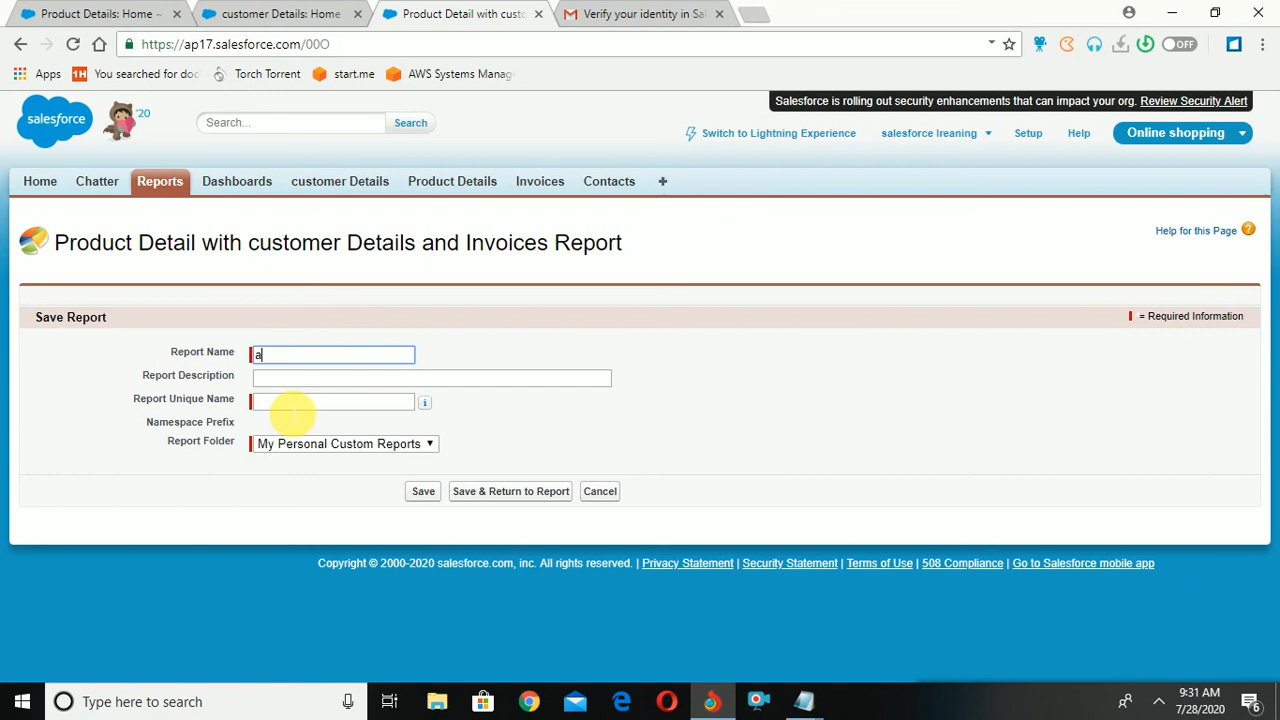 Product Details: Home ~
customer Details: Home
Product Detail with custo
Verify your identity in Sal
https://ap17.salesforce.com/00O
OFF
Apps
You searched for doc
Torch Torrent
start.me
AWS Systems Mana
Salesforce is rolling out security enhancements that can impact your org. Review Security Alert
salesforce
'20
Search...
Search
Switch to Lightning Experience
salesforce lreaning
Setup
Help
Online shopping
Home
Chatter
Reports
Dashboards
customer Details
Product Details
Invoices
Contacts
Product Detail with customer Details and Invoices Report
Help for this Page
Save Report
= Required Information
Report Name
a
Report Description
Report Unique Name
Namespace Prefix
Report Folder
My Personal Custom Reports
Save
Save & Return to Report
Cancel
Copyright © 2000-2020 salesforce.com, inc. All rights reserved. | Privacy Statement | Security Statement | Terms of Use | 508 Compliance | Go to Salesforce mobile app
Type here to search
9:31 AM
7/28/2020
6